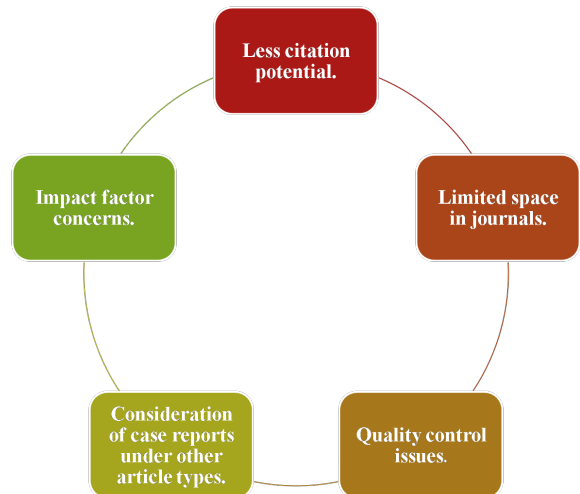 Less citation
potential.
Limited space
in journals.
Quality control
issues.
Consideration
of case reports
under other
article types.
Impact factor
concerns.